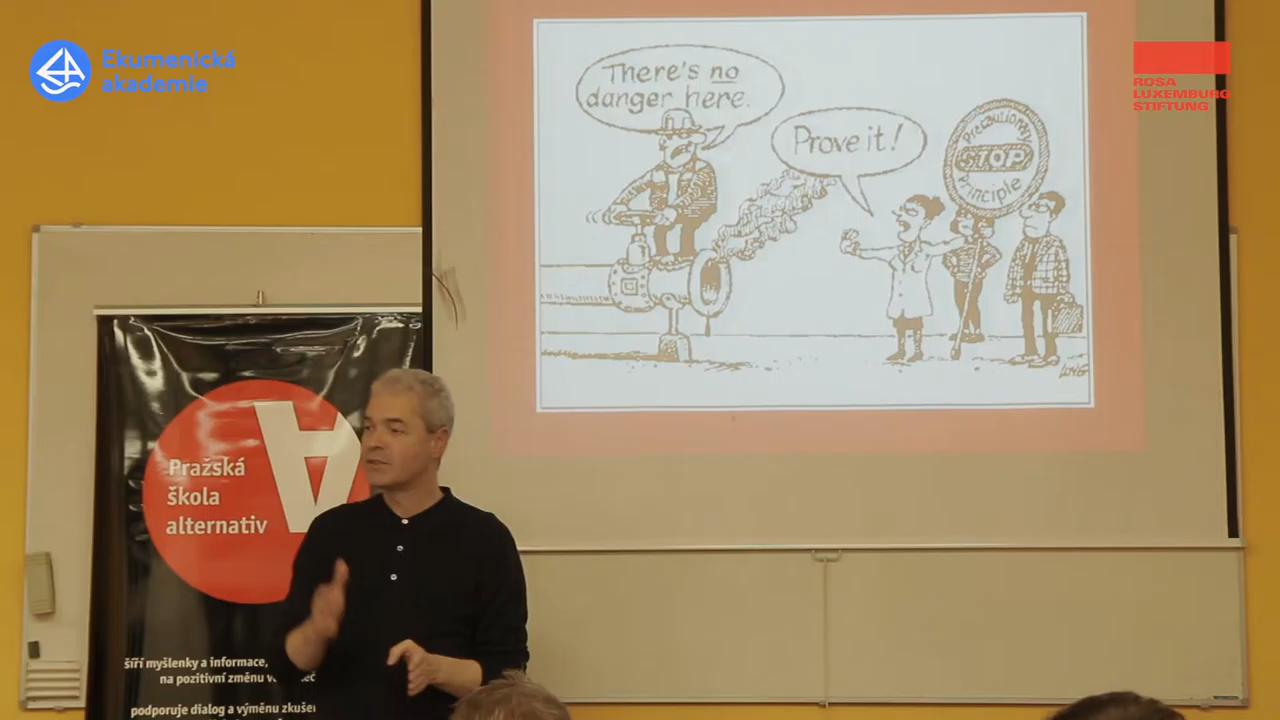 Ekumenická
akademie
ROSA
LUXEMBURG
STIFTUNG
There's no
danger here.
Prove it!
Precautionary
STOP
Principle
LUNG
Pražská
škola
alternativ
šíří myšlenky a informace,
na pozitivní změnu
podporuje dialog a výměnu